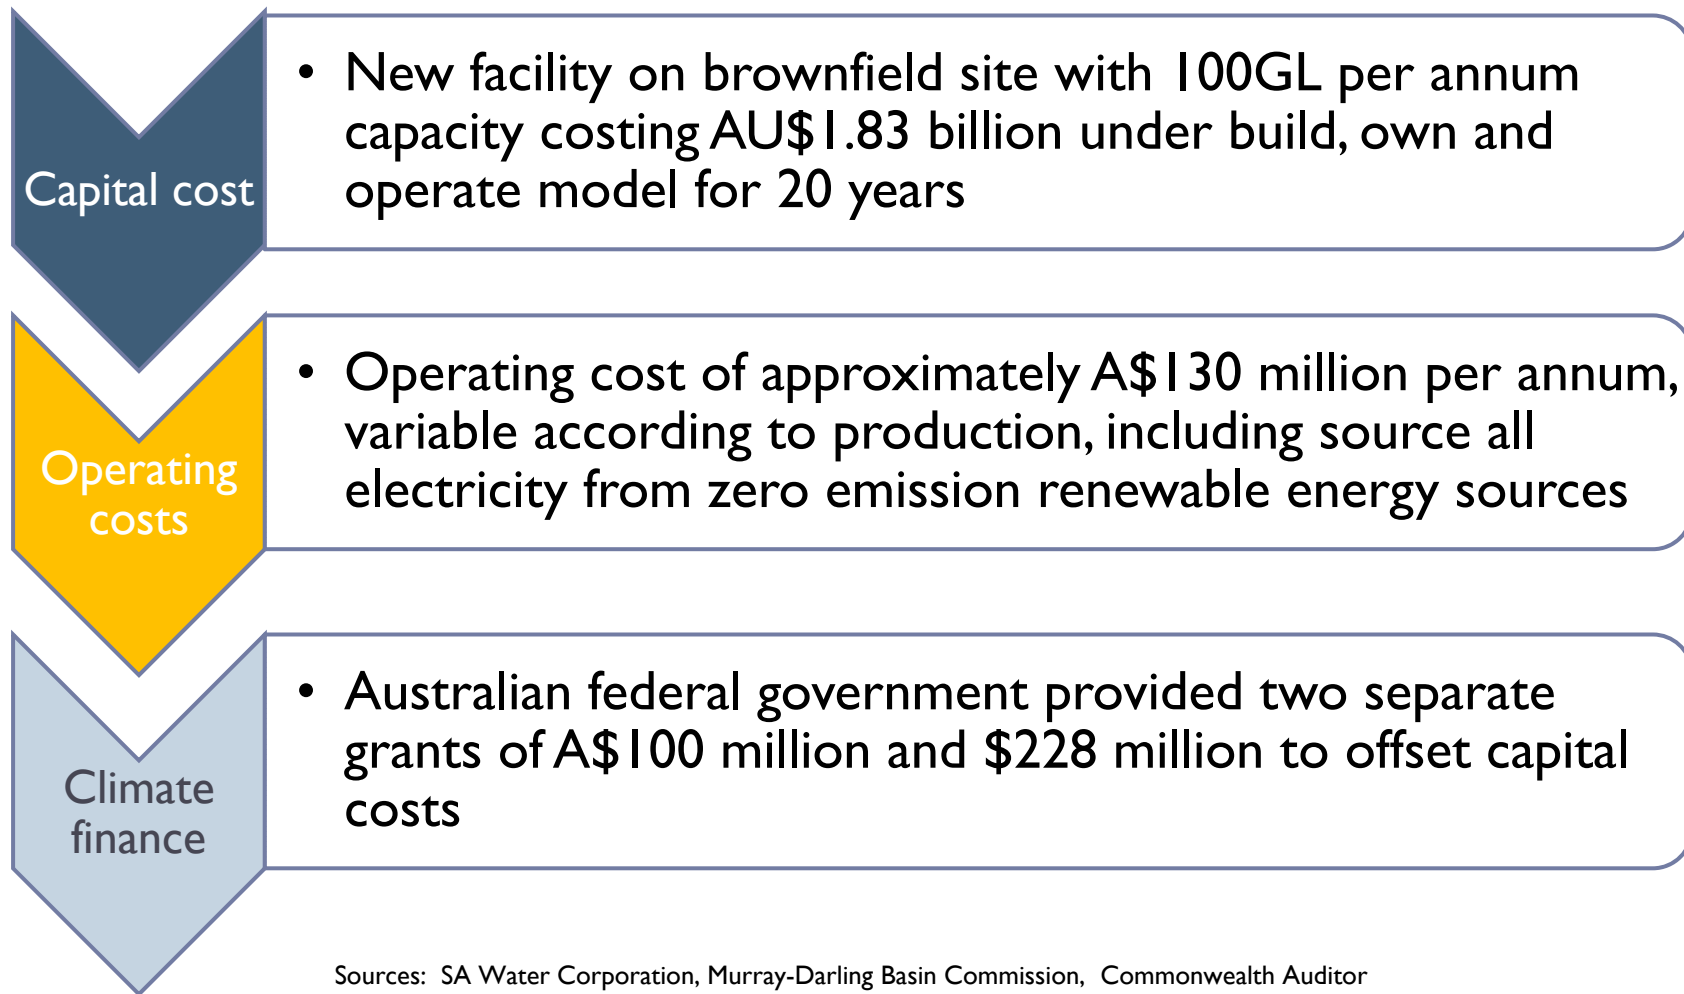 Capital cost
• New facility on brownfield site with 100GL per annum
capacity costing AU$1.83 billion under build, own and
operate model for 20 years
Operating
costs
• Operating cost of approximately A$130 million per annum,
variable according to production, including source all
electricity from zero emission renewable energy sources
Climate
finance
• Australian federal government provided two separate
grants of A$100 million and $228 million to offset capital
costs
Sources: SA Water Corporation, Murray-Darling Basin Commission, Commonwealth Auditor